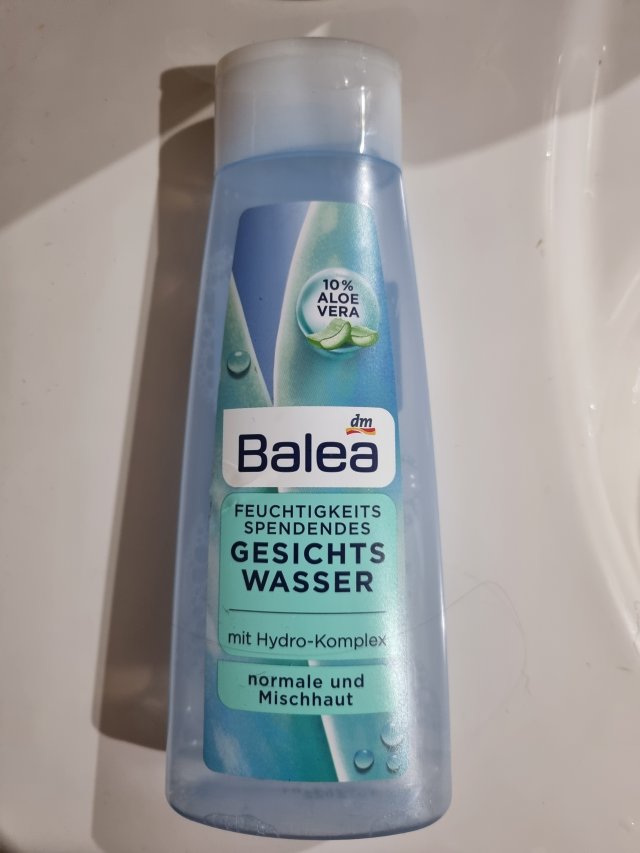 10%
ALOE
VERA
dm
Balea
FEUCHTIGKEITS
SPENDENDES
GESICHTS
WASSER
mit Hydro-Komplex
normale und
Mischhaut